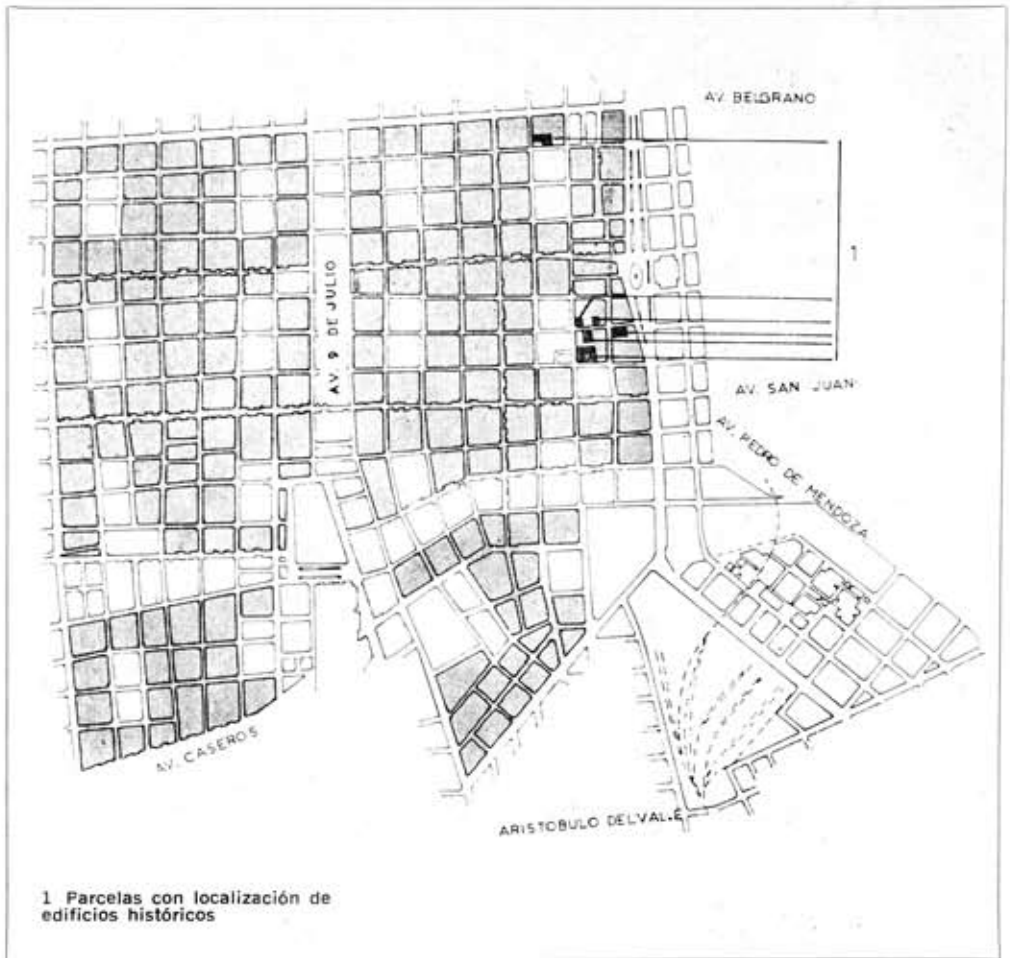 AV. BELGRANO
1
AV. 9 DE JULIO
AV. SAN JUAN
AV. PEDRO DE MENDOZA
AV. CASEROS
ARISTOBULO DEL VALLE
1 Parcelas con localización de
edificios históricos